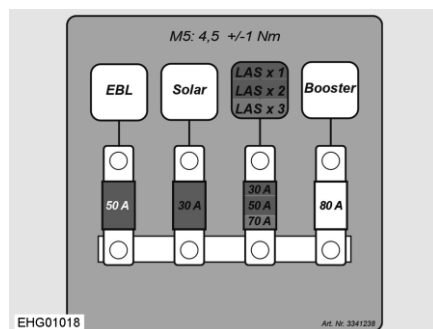 M5: 4,5 +/-1 Nm
EBL
Solar
LAS x 1
LAS x 2
LAS x 3
Booster
50 A
30 A
30 A
50 A
70 A
80 A
EHG01018
Art. Nr. 3341238